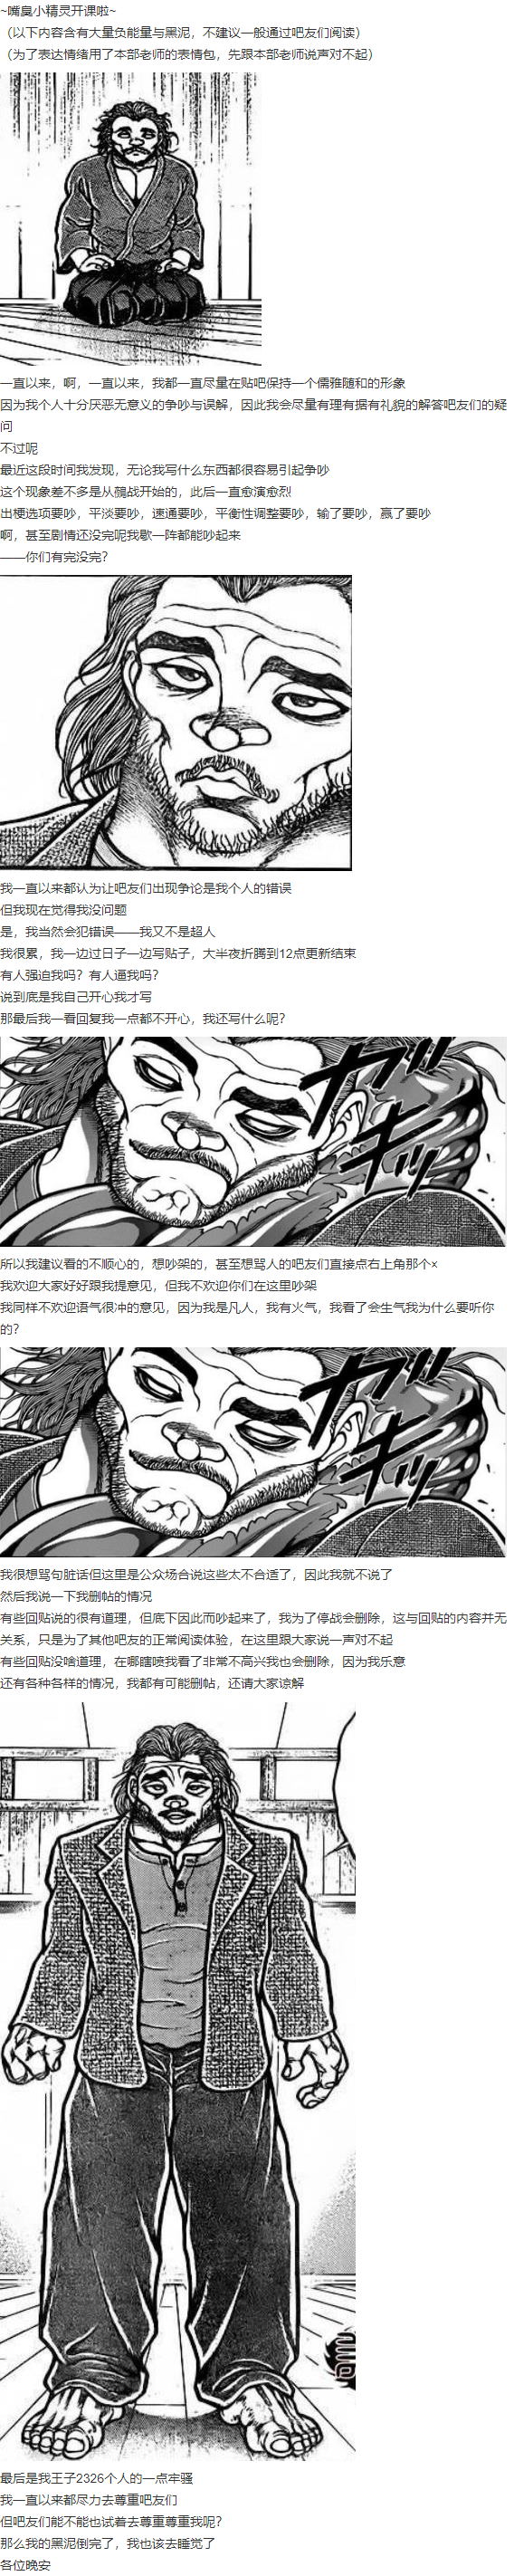 ~嘴臭小精灵开课啦~
（以下内容含有大量负能量与黑泥，不建议一般通过吧友们阅读）
（为了表达情绪用了本部老师的表情包，先跟本部老师说声对不起）
一直以来，啊，一直以来，我都一直尽量在贴吧保持一个儒雅随和的形象
因为我个人十分厌恶无意义的争吵与误解，因此我会尽量有理有据有礼貌的解答吧友们的疑
问
不过呢
最近这段时间我发现，无论我写什么东西都很容易引起争吵
这个现象差不多是从 战开始的，此后一直愈演愈烈
出梗选项要吵，平淡要吵，速通要吵，平衡性调整要吵，输了要吵，赢了要吵
啊，甚至剧情还没完呢我歇一阵都能吵起来
——你们有完没完？
我一直以来都认为让吧友们出现争论是我个人的错误
但我现在觉得我没问题
是，我当然会犯错误——我又不是超人
我很累，我一边过日子一边写贴子，大半夜折腾到12点更新结束
有人强迫我吗？有人逼我吗？
说到底是我自己开心我才写
那最后我一看回复我一点都不开心，我还写什么呢？
ガッ
ギッ
所以我建议看的不顺心的，想吵架的，甚至想骂人的吧友们直接点右上角那个×
我欢迎大家好好跟我提意见，但我不欢迎你们在这里吵架
我同样不欢迎语气很冲的意见，因为我是凡人，我有火气，我看了会生气我为什么要听你
的？
ガッ
ギッ
我很想骂句脏话但这里是公众场合说这些太不合适了，因此我就不说了
然后我说一下我删帖的情况
有些回贴说的很有道理，但底下因此而吵起来了，我为了停战会删除，这与回贴的内容并无
关系，只是为了其他吧友的正常阅读体验，在这里跟大家说一声对不起
有些回贴没啥道理，在哪瞎喷我看了非常不高兴我也会删除，因为我乐意
还有各种各样的情况，我都有可能删帖，还请大家谅解
最后是我王子2326个人的一点牢骚
我一直以来都尽力去尊重吧友们
但吧友们能不能也试着去尊重尊重我呢？
那么我的黑泥倒完了，我也该去睡觉了
各位晚安